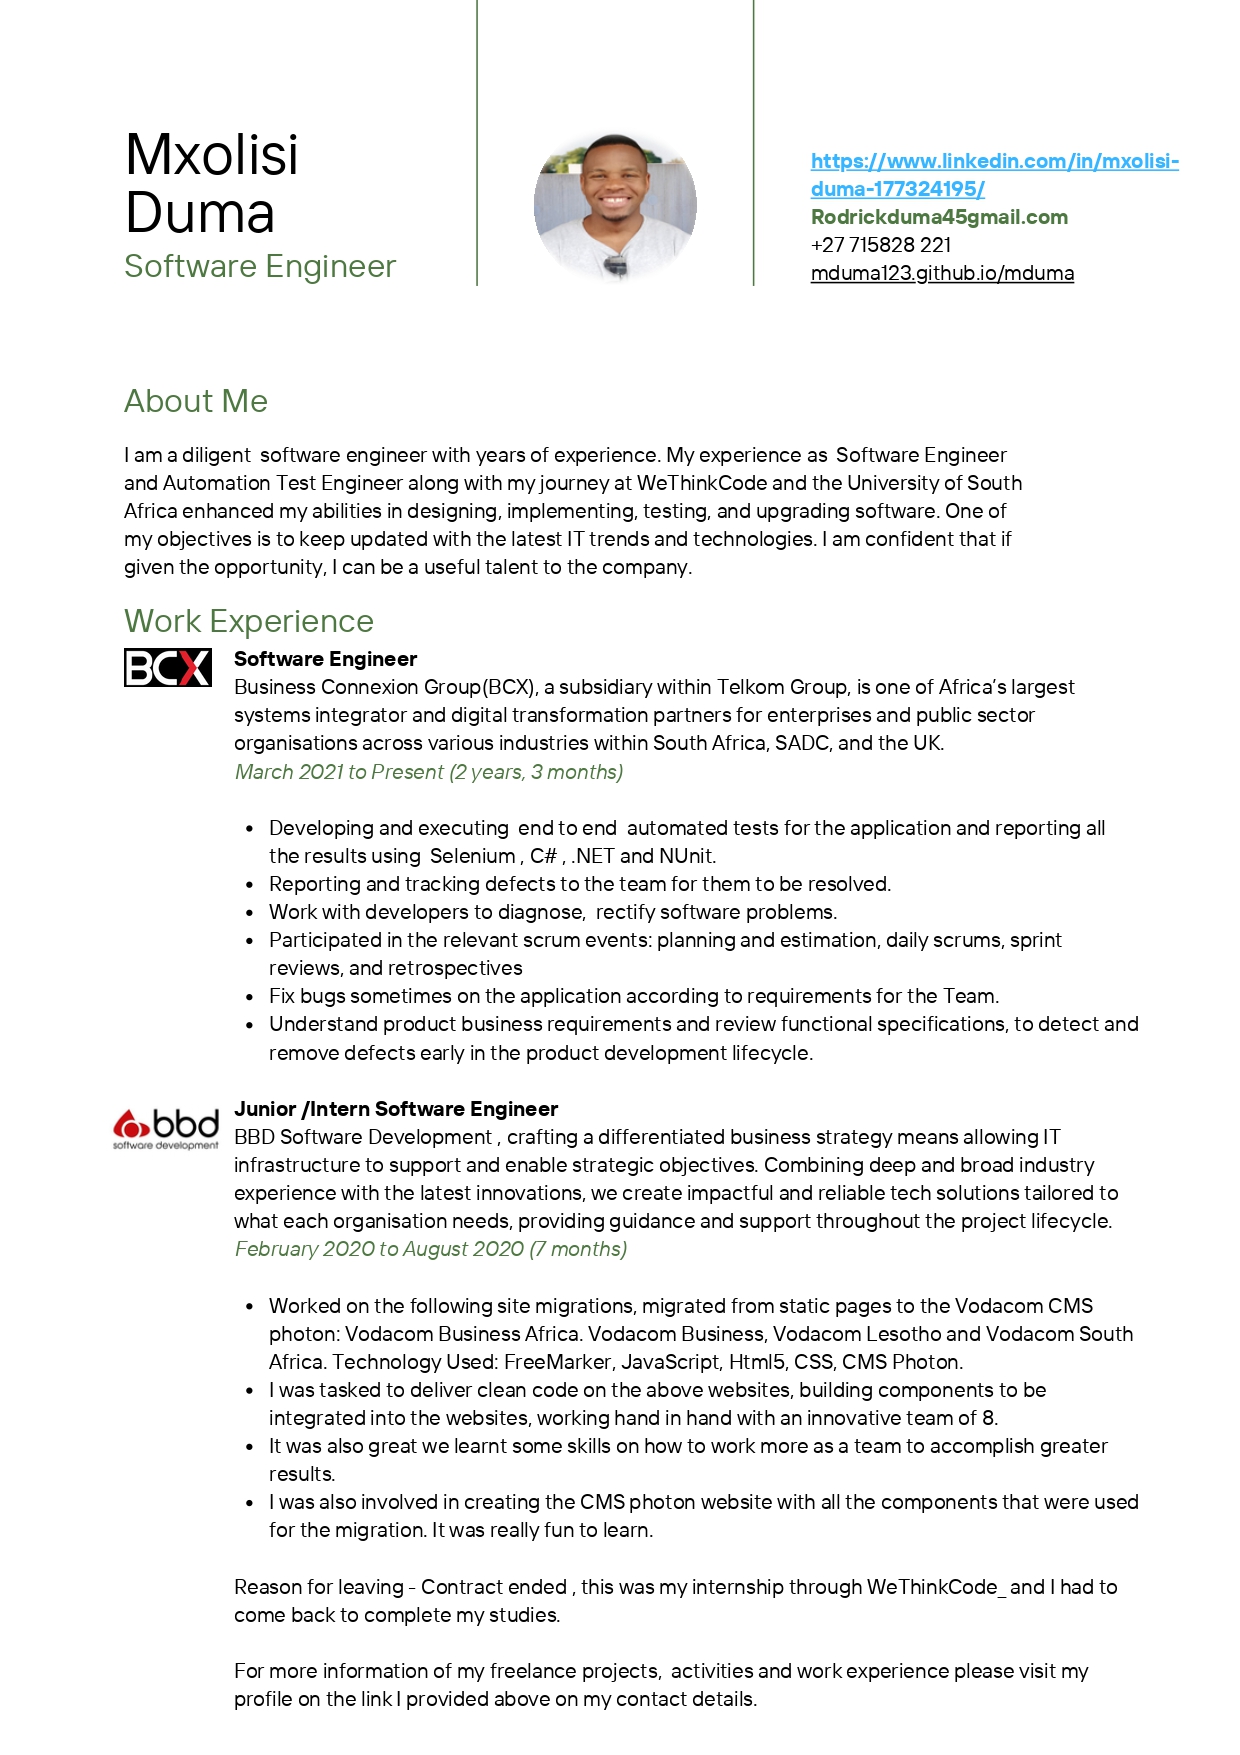 Mxolisi
Duma
Software Engineer
https://www.linkedin.com/in/mxolisi-
duma-177324195/
Rodrickduma45gmail.com
+27 715828 221
mduma123.github.io/mduma
About Me
I am a diligent software engineer with years of experience. My experience as Software Engineer
and Automation Test Engineer along with my journey at WeThinkCode and the University of South
Africa enhanced my abilities in designing, implementing, testing, and upgrading software. One of
my objectives is to keep updated with the latest IT trends and technologies. I am confident that if
given the opportunity, I can be a useful talent to the company.
Work Experience
BCX
Software Engineer
Business Connexion Group(BCX), a subsidiary within Telkom Group, is one of Africa's largest
systems integrator and digital transformation partners for enterprises and public sector
organisations across various industries within South Africa, SADC, and the UK.
March 2021 to Present (2 years, 3 months)
• Developing and executing end to end automated tests for the application and reporting all
the results using Selenium , C# , .NET and NUnit.
• Reporting and tracking defects to the team for them to be resolved.
• Work with developers to diagnose, rectify software problems.
• Participated in the relevant scrum events: planning and estimation, daily scrums, sprint
reviews, and retrospectives
• Fix bugs sometimes on the application according to requirements for the Team.
• Understand product business requirements and review functional specifications, to detect and
remove defects early in the product development lifecycle.
bbd
software development
Junior /Intern Software Engineer
BBD Software Development , crafting a differentiated business strategy means allowing IT
infrastructure to support and enable strategic objectives. Combining deep and broad industry
experience with the latest innovations, we create impactful and reliable tech solutions tailored to
what each organisation needs, providing guidance and support throughout the project lifecycle.
February 2020 to August 2020 (7 months)
• Worked on the following site migrations, migrated from static pages to the Vodacom CMS
photon: Vodacom Business Africa. Vodacom Business, Vodacom Lesotho and Vodacom South
Africa. Technology Used: FreeMarker, JavaScript, Html5, CSS, CMS Photon.
• I was tasked to deliver clean code on the above websites, building components to be
integrated into the websites, working hand in hand with an innovative team of 8.
• It was also great we learnt some skills on how to work more as a team to accomplish greater
results.
• I was also involved in creating the CMS photon website with all the components that were used
for the migration. It was really fun to learn.
Reason for leaving - Contract ended , this was my internship through WeThinkCode_ and I had to
come back to complete my studies.
For more information of my freelance projects, activities and work experience please visit my
profile on the link I provided above on my contact details.